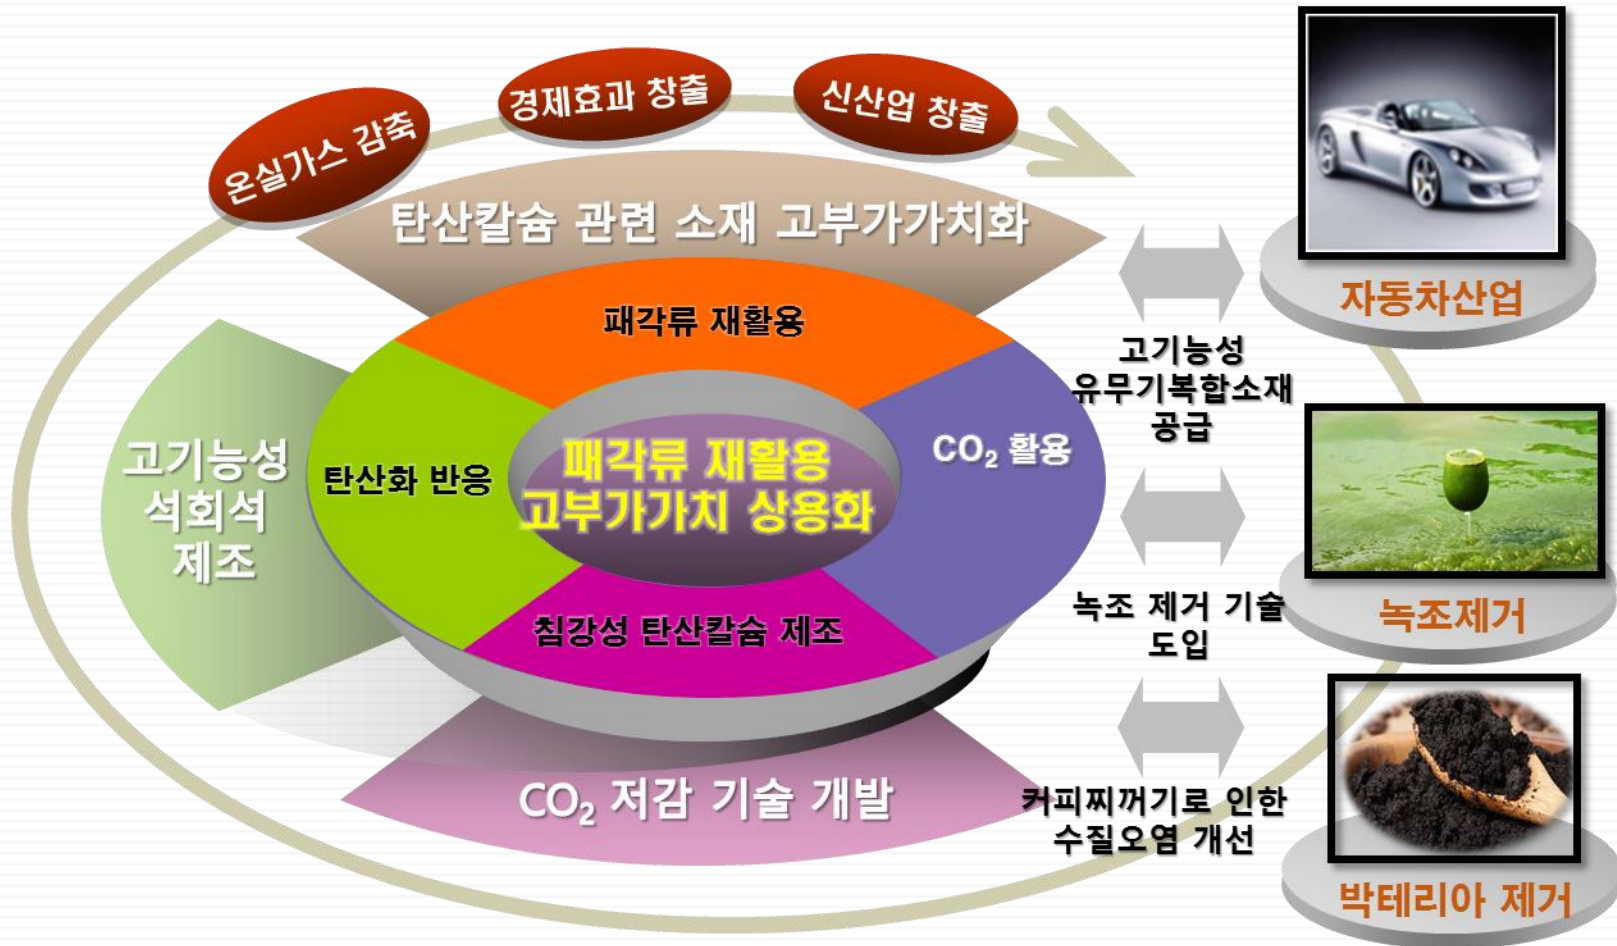 온실가스 감축
경제효과 창출
신산업 창출
탄산칼슘 관련 소재 고부가가치화
패각류 재활용
탄산화 반응
CO₂ 활용
침강성 탄산칼슘 제조
패각류 재활용
고부가가치 상용화
고기능성
석회석
제조
CO₂ 저감 기술 개발
자동차산업
고기능성
유무기복합소재
공급
녹조제거
녹조 제거 기술
도입
커피찌꺼기로 인한
수질오염 개선
박테리아 제거